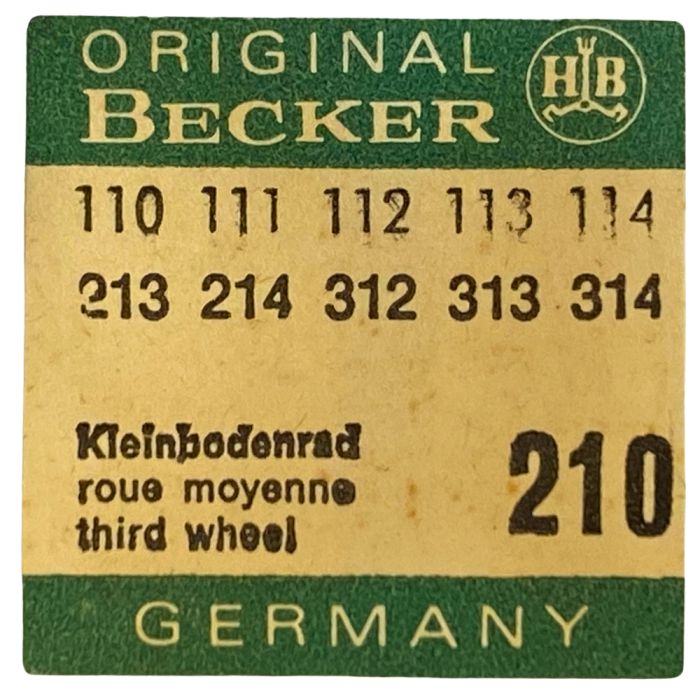 ORIGINAL
BECKER
HB
110 111 112 113 114
213 214 312 313 314
Kleinbodenrad
roue moyenne
third wheel
210
GERMANY